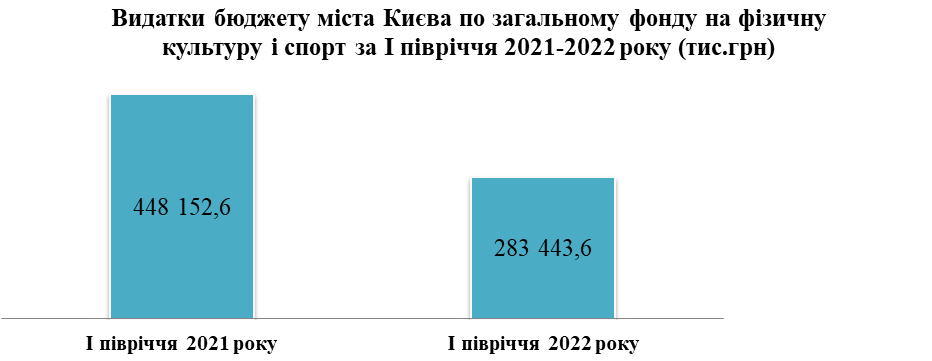 Видатки бюджету міста Києва по загальному фонду на фізичну
культуру і спорт за І півріччя 2021-2022 року (тис.грн)
448 152,6
283 443,6
І півріччя 2021 року
І півріччя 2022 року